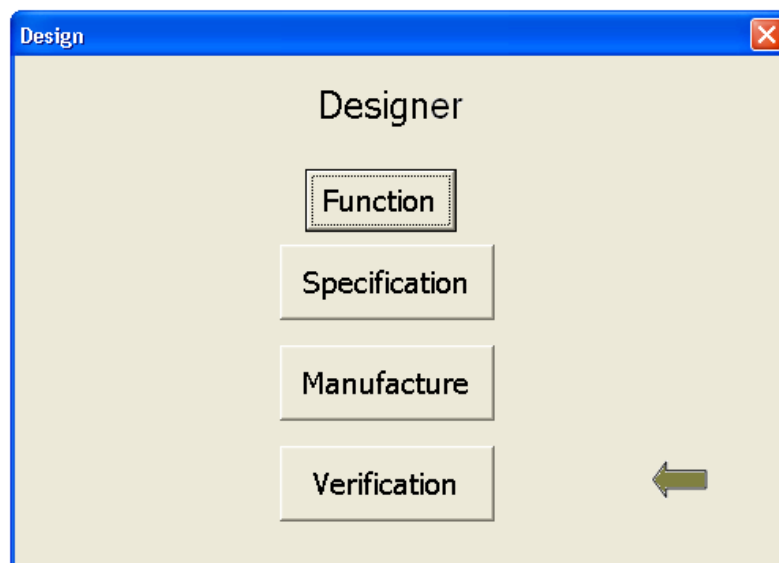 Design
Designer
Function
Specification
Manufacture
Verification